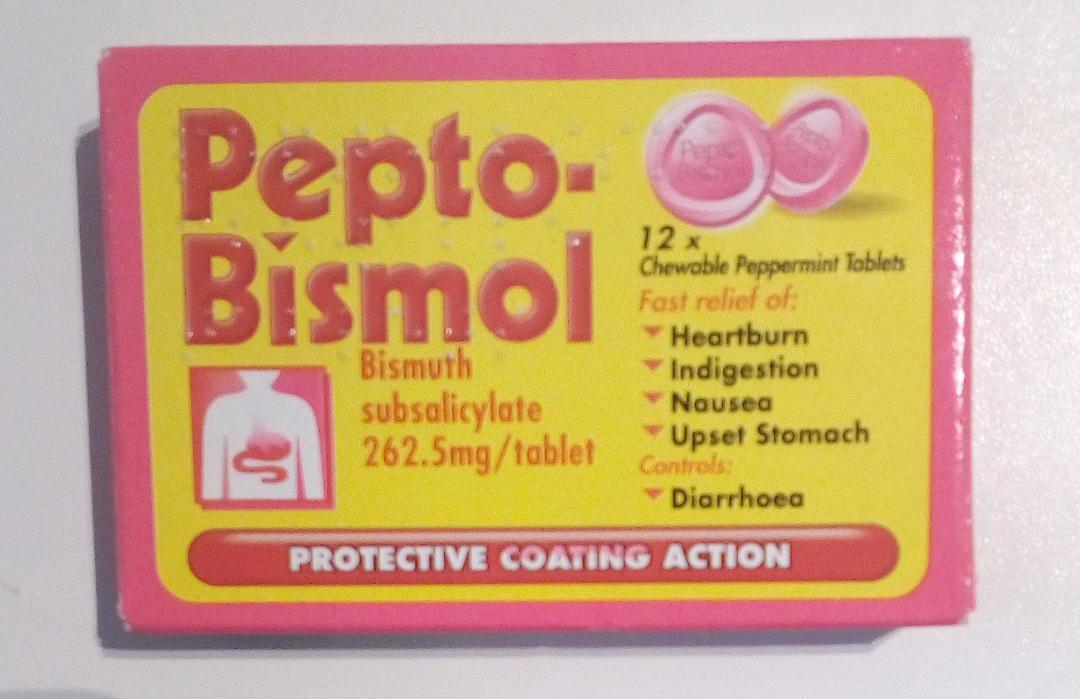 Pepto-
Bismol
Bismuth
subsalicylate
262.5mg/tablet
Pepto
12 x
Chewable Peppermint Tablets
Fast relief of:
Heartburn
Indigestion
Nausea
Upset Stomach
Controls:
Diarrhoea
PROTECTIVE COATING ACTION